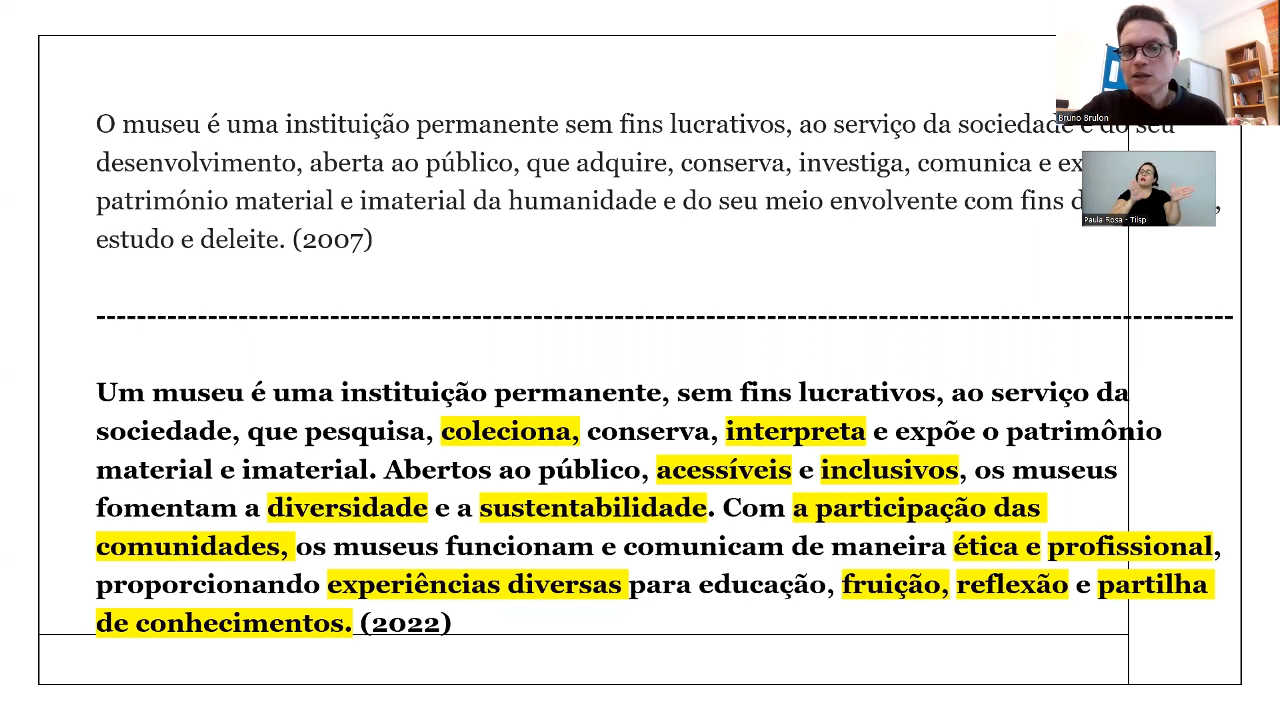 O museu é uma instituição permanente sem fins lucrativos, ao serviço da sociedade e do seu
desenvolvimento, aberta ao público, que adquire, conserva, investiga, comunica e
património material e imaterial da humanidade e do seu meio envolvente com fins
estudo e deleite. (2007)
Um museu é uma instituição permanente, sem fins lucrativos, ao serviço da
sociedade, que pesquisa, coleciona, conserva, interpreta e expõe o patrimônio
material e imaterial. Abertos ao público, acessíveis e inclusivos, os museus
fomentam a diversidade e a sustentabilidade. Com a participação das
comunidades, os museus funcionam e comunicam de maneira ética e profissional,
proporcionando experiências diversas para educação, fruição, reflexão e partilha
de conhecimentos. (2022)
Bruno Brulon
Paula Rosa - Tilsp